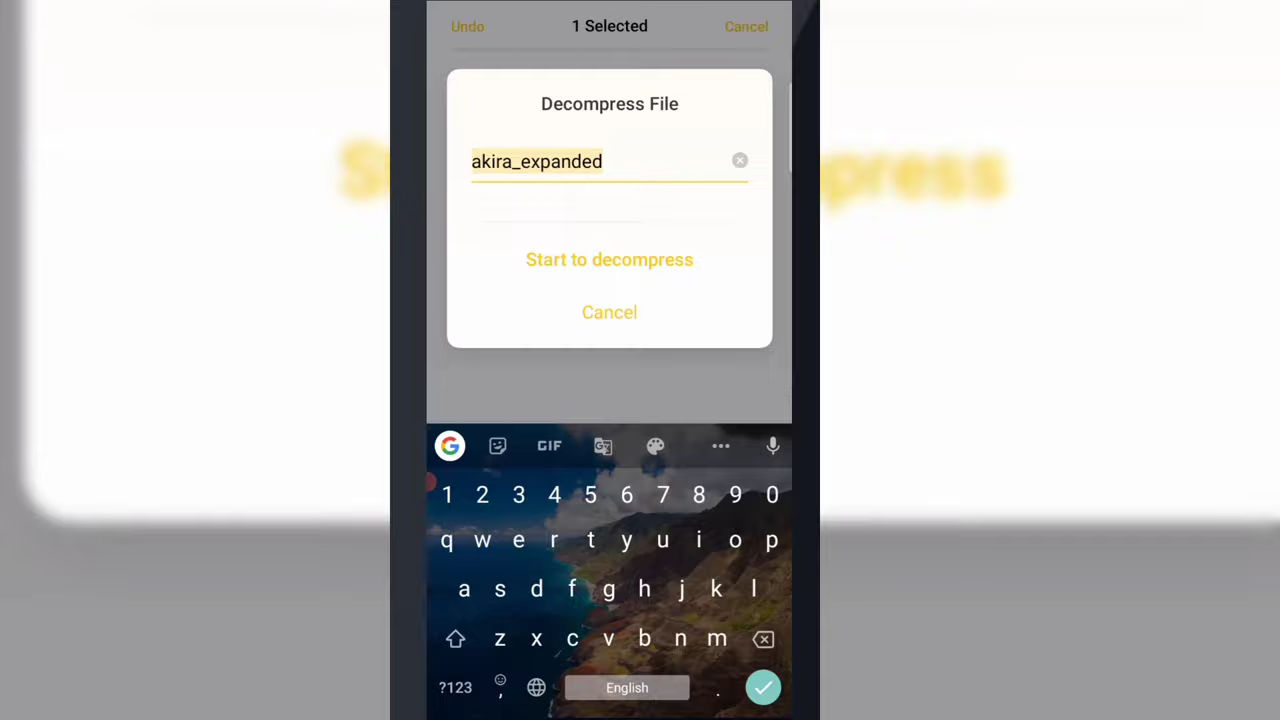 Undo 1 Selected Cancel
Decompress File
akira_expanded
Start to decompress
Cancel
G GIF G
1 2 3 4 5 6 7 8 9 0
q w e r t y u i o p
a s d f g h j k l
z x c v b n m
?123 , English .